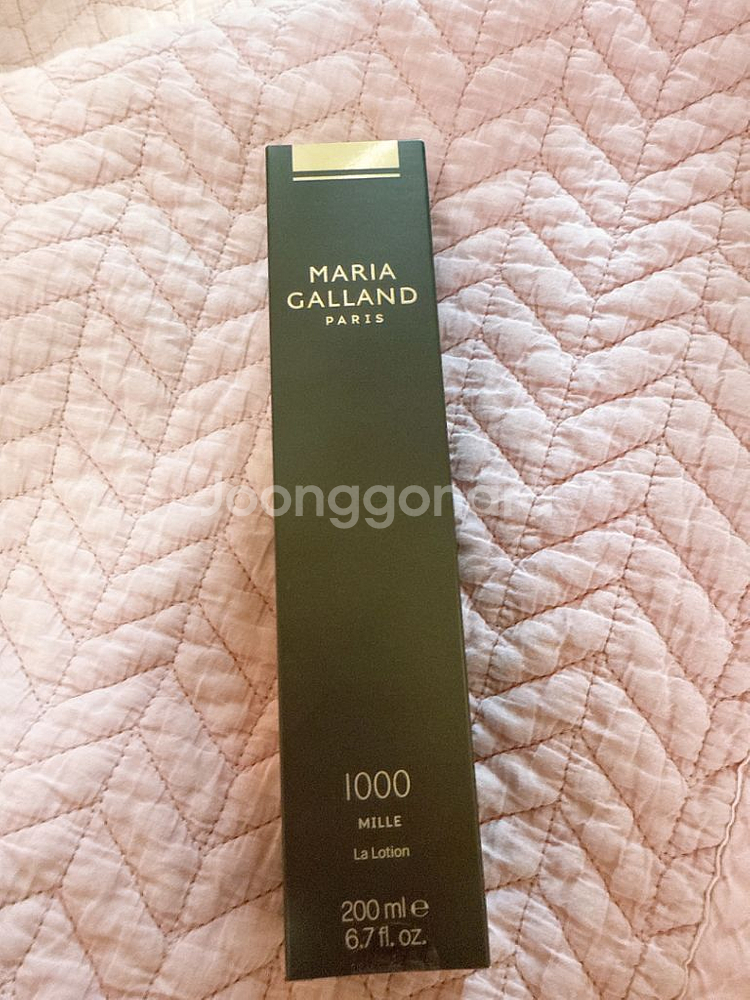 MARIA
GALLAND
PARIS
Joonggonara
1000
MILLE
La Lotion
200 ml e
6.7 fl. oz.